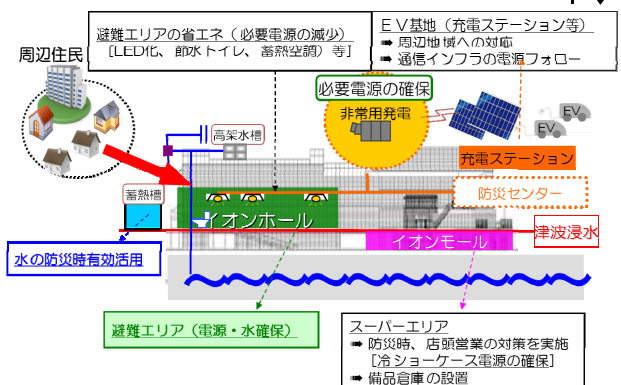 避難エリアの省エネ（必要電源の減少）
［LED化、節水トイレ、蓄熱空調）等］
ＥＶ基地（充電ステーション等）
➠ 周辺地域への対応
➠ 通信インフラの電源フォロー
周辺住民
必要電源の確保
非常用発電
EV
EV
高架水槽
充電ステーション
蓄熱槽
防災センター
イオンホール
津波浸水
イオンモール
水の防災時有効活用
避難エリア（電源・水確保）
スーパーエリア
➠ 防災時、店頭営業の対策を実施
［冷ショーケース電源の確保］
➠ 備品倉庫の設置